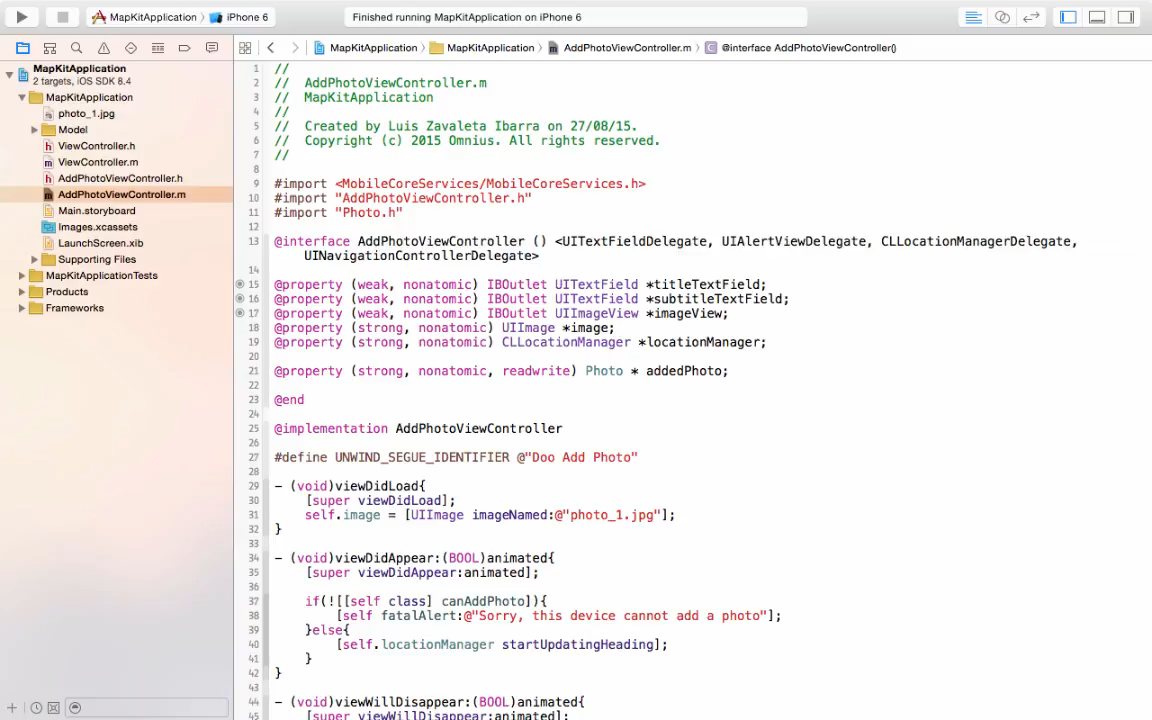 MapKitApplication iPhone 6 Finished running MapKitApplication on iPhone 6
MapKitApplication MapKitApplication AddPhotoViewController.m @interface AddPhotoViewController()
MapKitApplication
2 targets, iOS SDK 8.4
MapKitApplication
photo_1.jpg
Model
ViewController.h
ViewController.m
AddPhotoViewController.h
AddPhotoViewController.m
Main.storyboard
Images.xcassets
LaunchScreen.xib
Supporting Files
MapKitApplicationTests
Products
Frameworks
1 //
2 // AddPhotoViewController.m
3 // MapKitApplication
4 //
5 // Created by Luis Zavaleta Ibarra on 27/08/15.
6 // Copyright (c) 2015 Omnius. All rights reserved.
7 //
8
9 #import <MobileCoreServices/MobileCoreServices.h>
10 #import "AddPhotoViewController.h"
11 #import "Photo.h"
12
13 @interface AddPhotoViewController () <UITextFieldDelegate, UIAlertViewDelegate, CLLocationManagerDelegate,
UINavigationControllerDelegate>
14
15 @property (weak, nonatomic) IBOutlet UITextField *titleTextField;
16 @property (weak, nonatomic) IBOutlet UITextField *subtitleTextField;
17 @property (weak, nonatomic) IBOutlet UIImageView *imageView;
18 @property (strong, nonatomic) UIImage *image;
19 @property (strong, nonatomic) CLLocationManager *locationManager;
20
21 @property (strong, nonatomic, readwrite) Photo * addedPhoto;
22
23 @end
24
25 @implementation AddPhotoViewController
26
27 #define UNWIND_SEGUE_IDENTIFIER @"Doo Add Photo"
28
29 - (void)viewDidLoad{
30 [super viewDidLoad];
31 self.image = [UIImage imageNamed:@"photo_1.jpg"];
32 }
33
34 - (void)viewDidAppear:(BOOL)animated{
35 [super viewDidAppear:animated];
36
37 if(![[self class] canAddPhoto]){
38 [self fatalAlert:@"Sorry, this device cannot add a photo"];
39 }else{
40 [self.locationManager startUpdatingHeading];
41 }
42 }
43
44 - (void)viewWillDisappear:(BOOL)animated{
45 [super viewWillDisappear:animated];